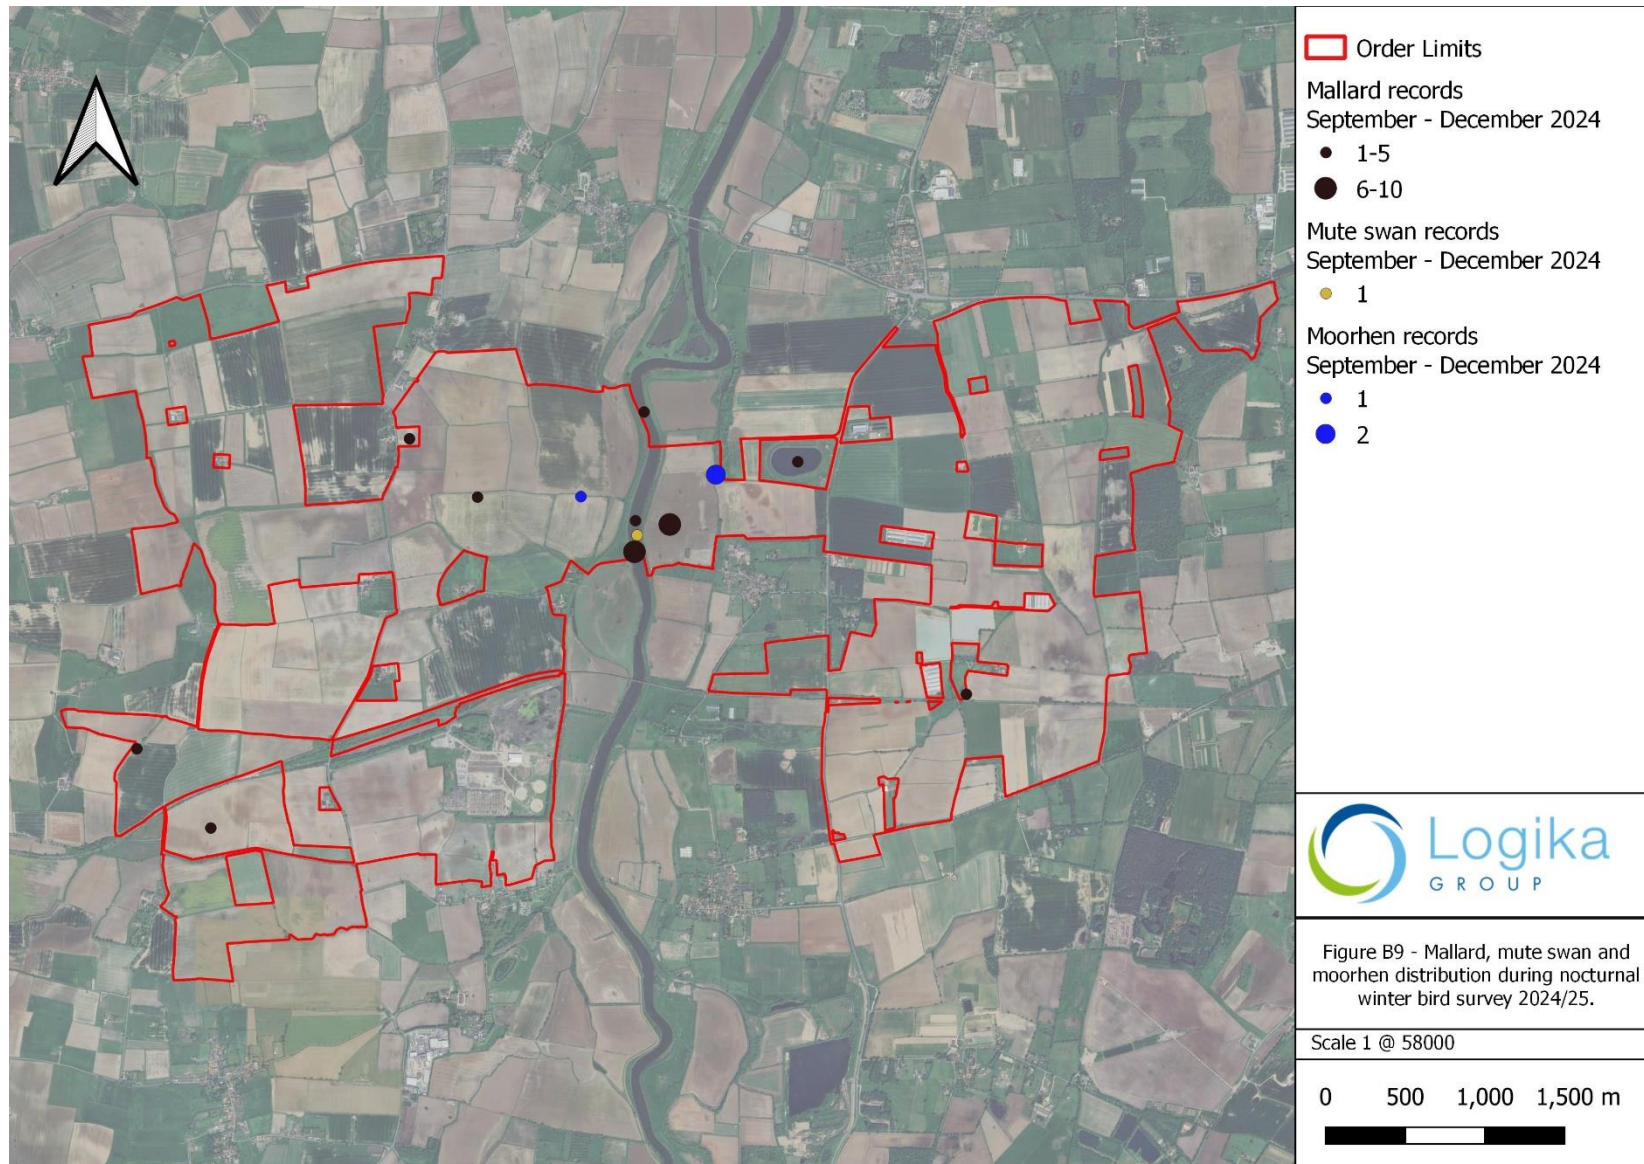 Order Limits
Mallard records
September - December 2024
1-5
6-10
Mute swan records
September - December 2024
1
Moorhen records
September - December 2024
1
2
Logika
GROUP
Figure B9 - Mallard, mute swan and
moorhen distribution during nocturnal
winter bird survey 2024/25.
Scale 1 @ 58000
0 500 1,000 1,500 m